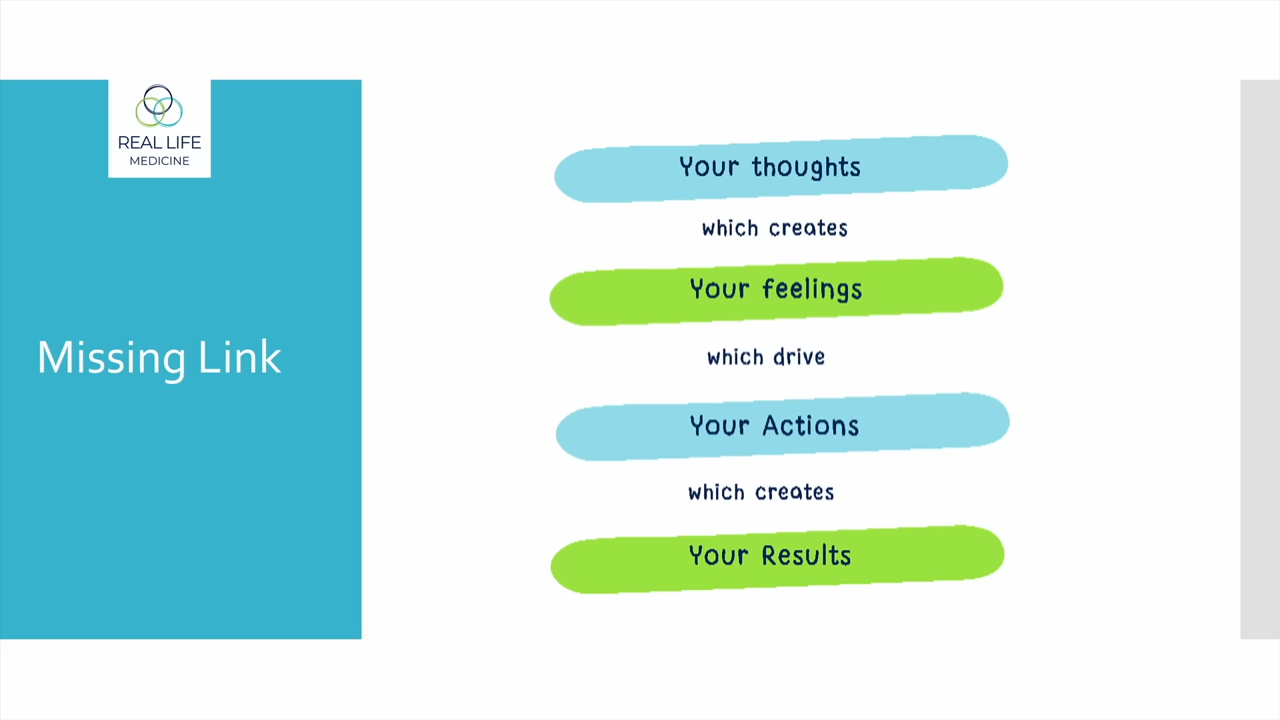 REAL LIFE
MEDICINE
Missing Link
Your thoughts
which creates
Your feelings
which drive
Your Actions
which creates
Your Results